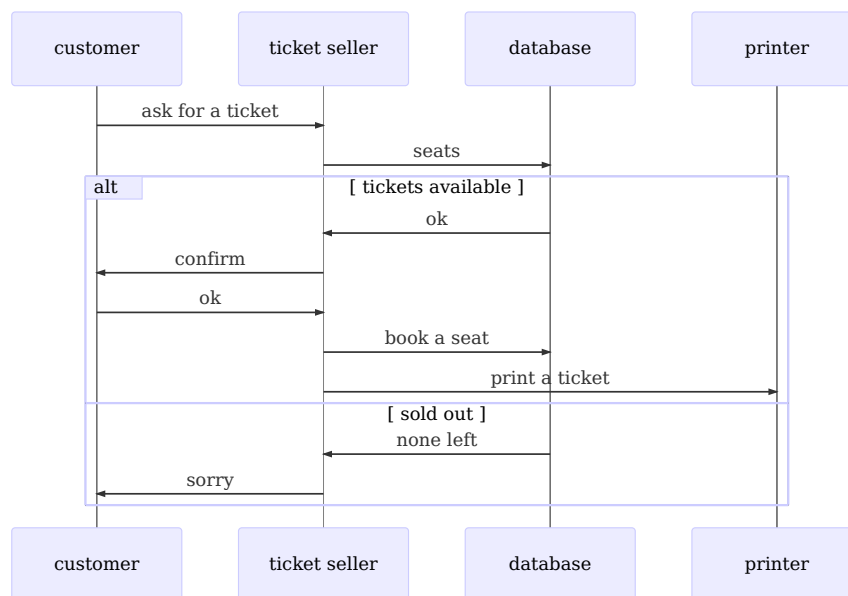 customer
ticket seller
database
printer
ask for a ticket
seats
alt
[ tickets available ]
ok
confirm
ok
book a seat
print a ticket
[ sold out ]
none left
sorry
customer
ticket seller
database
printer